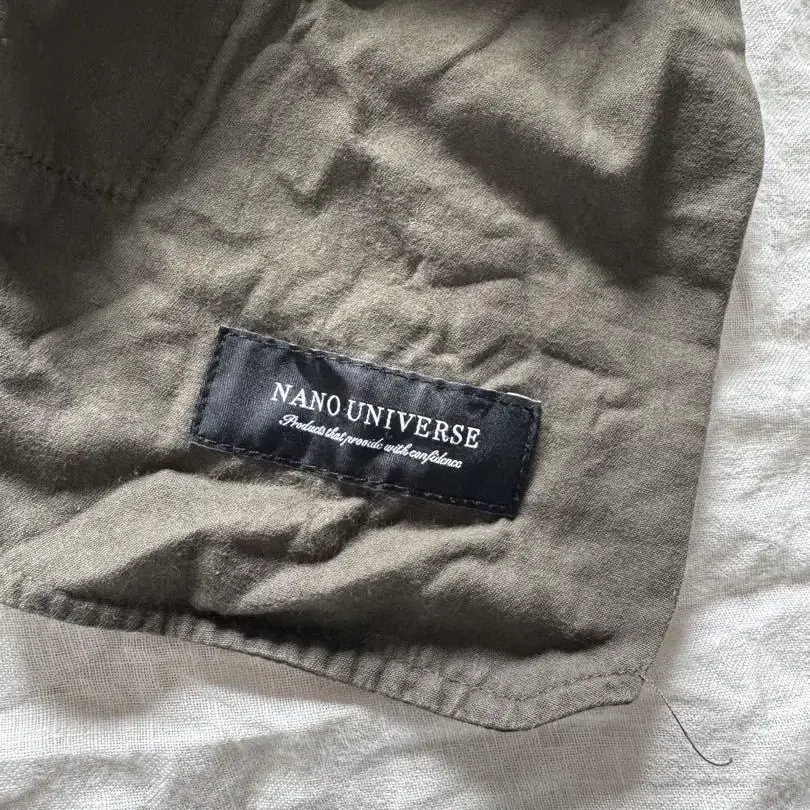 NANO UNIVERSE
Products that provide with confidence